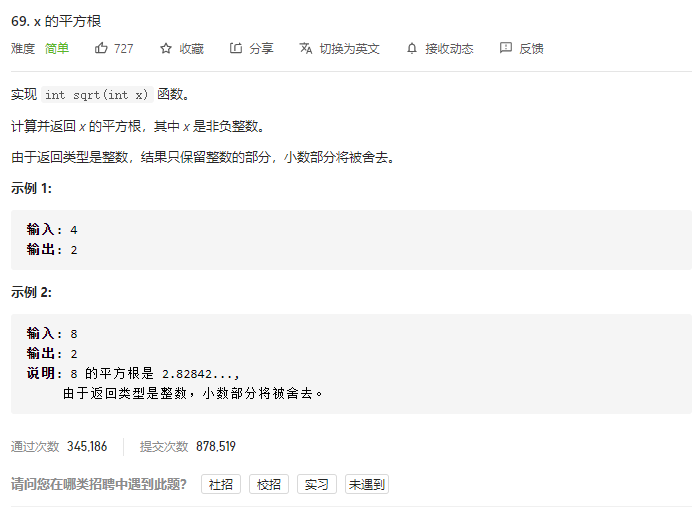 69. x 的平方根
难度 简单 727 收藏 分享 切换为英文 接收动态 反馈
实现 int sqrt(int x) 函数。
计算并返回 x 的平方根，其中 x 是非负整数。
由于返回类型是整数，结果只保留整数的部分，小数部分将被舍去。
示例 1:
输入: 4
输出: 2
示例 2:
输入: 8
输出: 2
说明: 8 的平方根是 2.82842...,
由于返回类型是整数，小数部分将被舍去。
通过次数 345,186 提交次数 878,519
请问您在哪类招聘中遇到此题？ 社招 校招 实习 未遇到